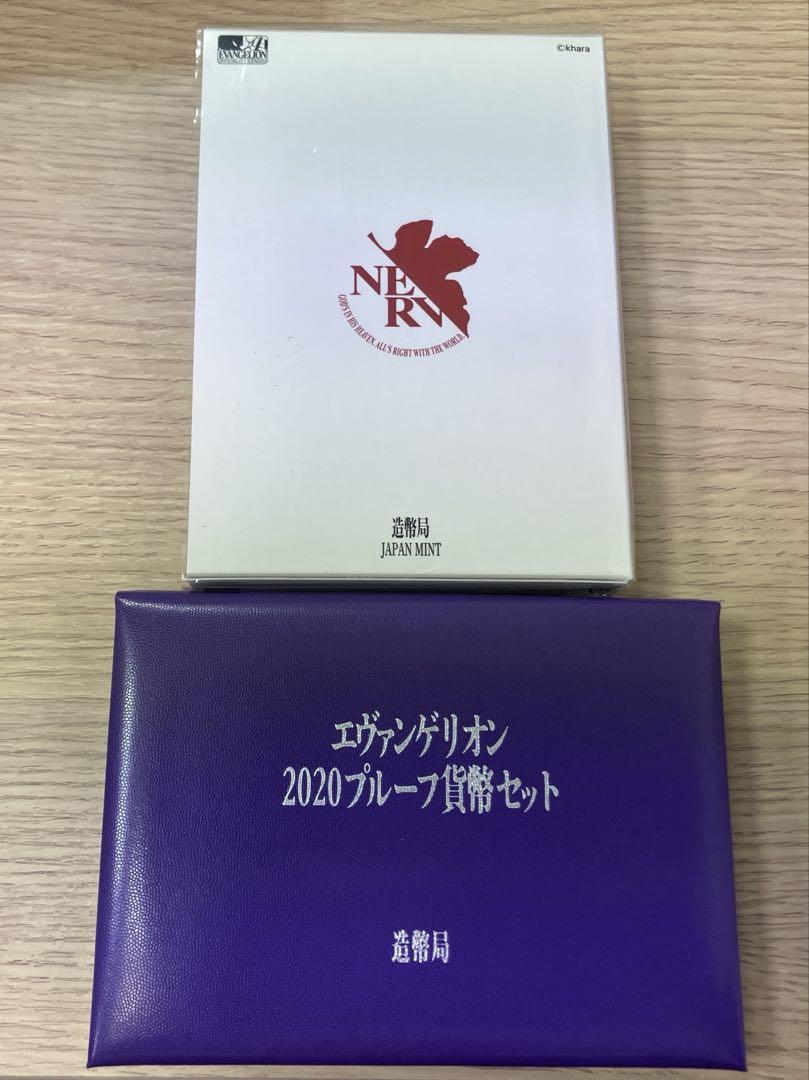 EVANGELION
OFFICIALLY LICENSED
©khara
NERV
GOD'S IN HIS HEAVEN. ALL'S RIGHT WITH THE WORLD.
造幣局
JAPAN MINT
エヴァンゲリオン
2020プルーフ貨幣セット
造幣局